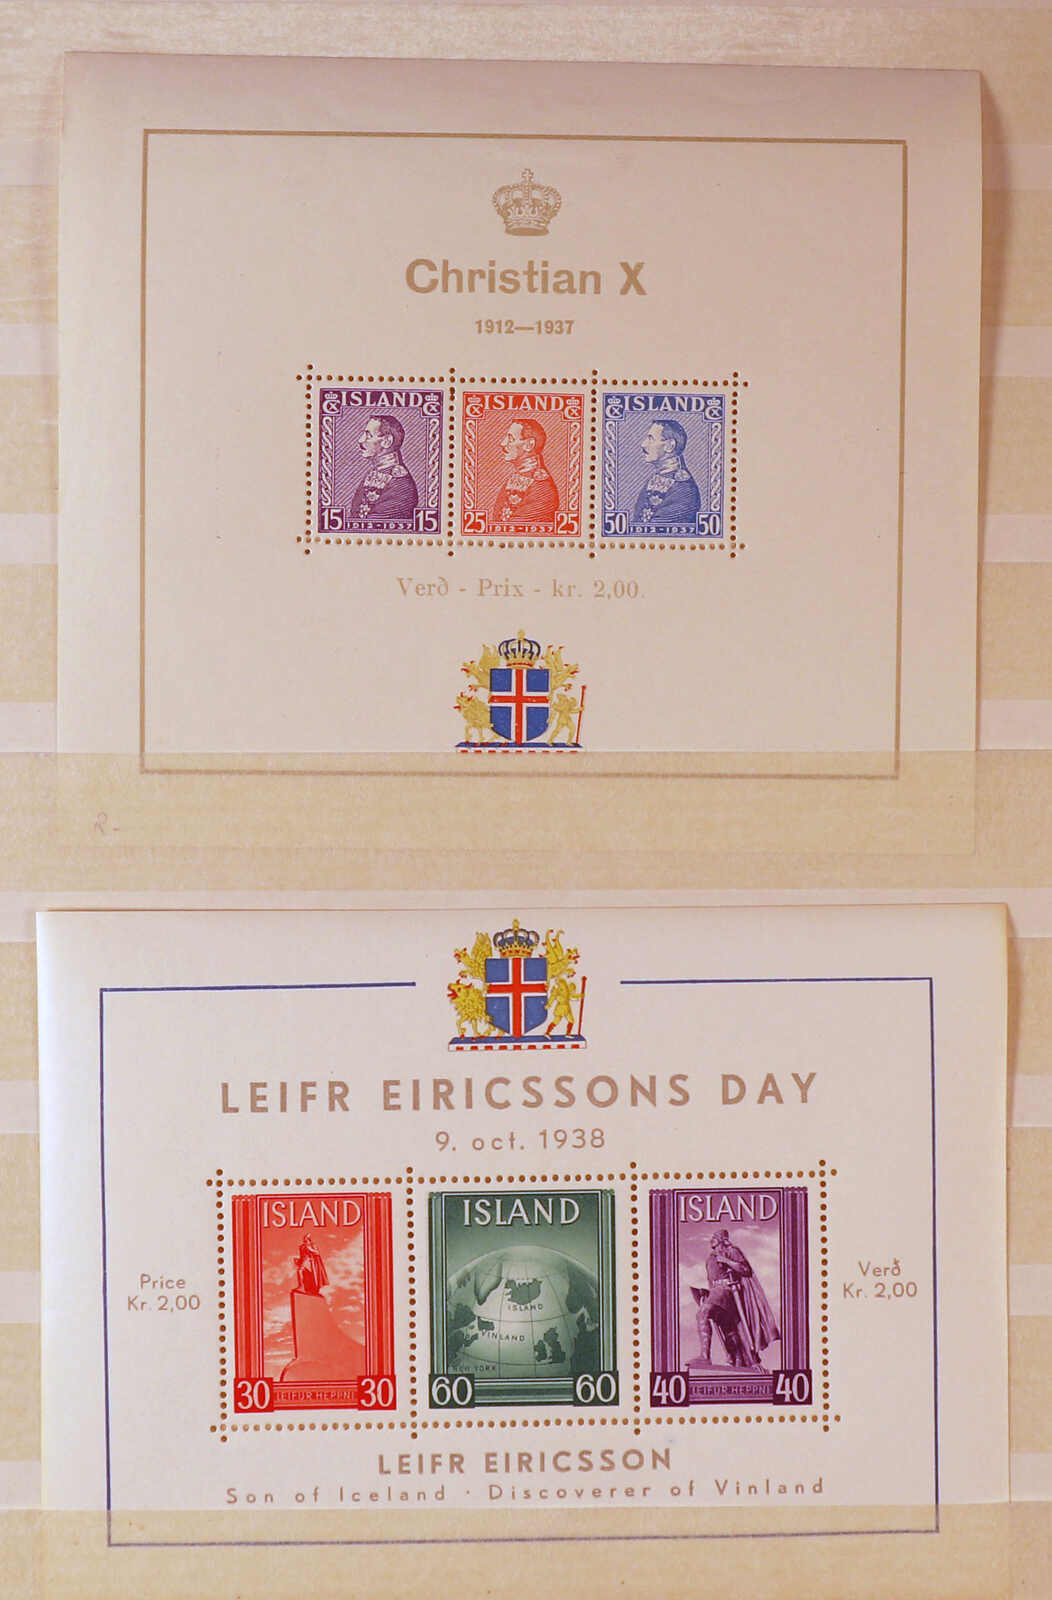 Christian X
1912—1937
ISLAND ISLAND ISLAND
15 1912-1937 15 25 1912-1937 25 50 1912-1937 50
Verð - Prix - kr. 2,00.
R-
LEIFR EIRICSSONS DAY
9. oct. 1938
ISLAND ISLAND ISLAND
Price
Kr. 2,00
ISLAND
VINLAND
NEW YORK
Verð
Kr. 2,00
30 LEIFUR HEPPNI 30 60 60 40 LEIFUR HEPPNI 40
LEIFR EIRICSSON
Son of Iceland · Discoverer of Vinland